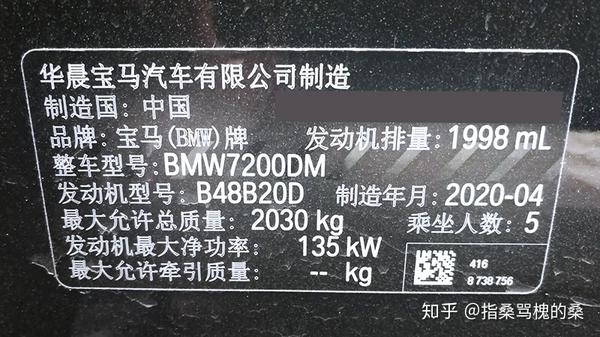 华晨宝马汽车有限公司制造
制造国: 中国
品牌: 宝马(BMW)牌 发动机排量: 1998 mL
整车型号: BMW7200DM
发动机型号: B48B20D 制造年月: 2020-04
最大允许总质量: 2030 kg 乘坐人数: 5
发动机最大净功率: 135 kW
最大允许牵引质量: -- kg
416
8 738 756
知乎 @指桑骂槐的桑